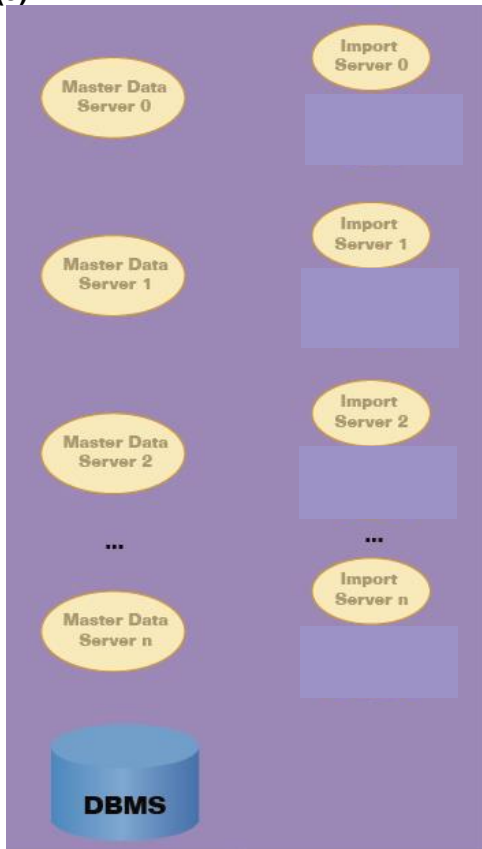 Import
Server 0
Master Data
Server 0
Import
Server 1
Master Data
Server 1
Import
Server 2
Master Data
Server 2
...
...
Import
Server n
Master Data
Server n
DBMS